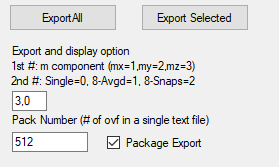 ExportAll Export Selected
Export and display option
1st #: m component (mx=1,my=2,mz=3)
2nd #: Single=0, 8-Avgd=1, 8-Snaps=2
3,0
Pack Number (# of ovf in a single text file)
512 Package Export